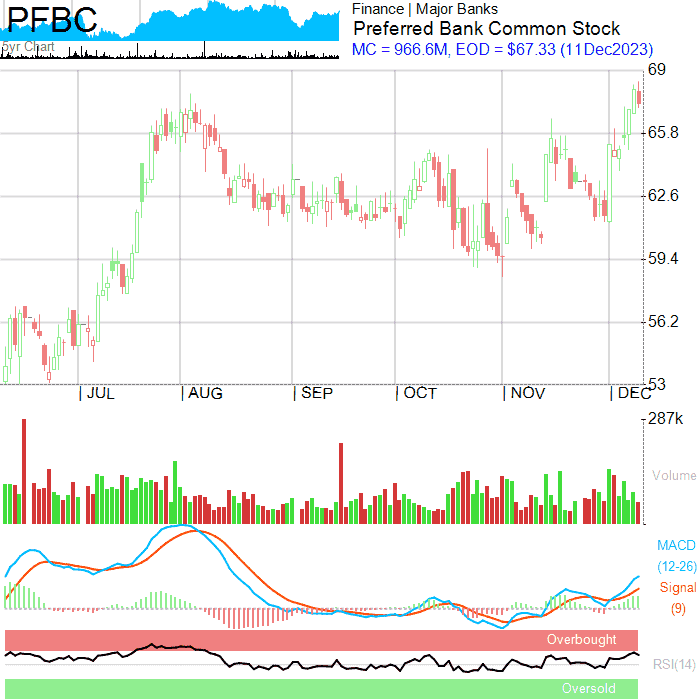 PFBC
5yr Chart
Finance | Major Banks
Preferred Bank Common Stock
MC = 966.6M, EOD = $67.33 (11Dec2023)
69
65.8
62.6
59.4
56.2
53
| JUL | AUG | SEP | OCT | NOV | DEC
287k
Volume
MACD
(12-26)
Signal
(9)
Overbought
RSI(14)
Oversold